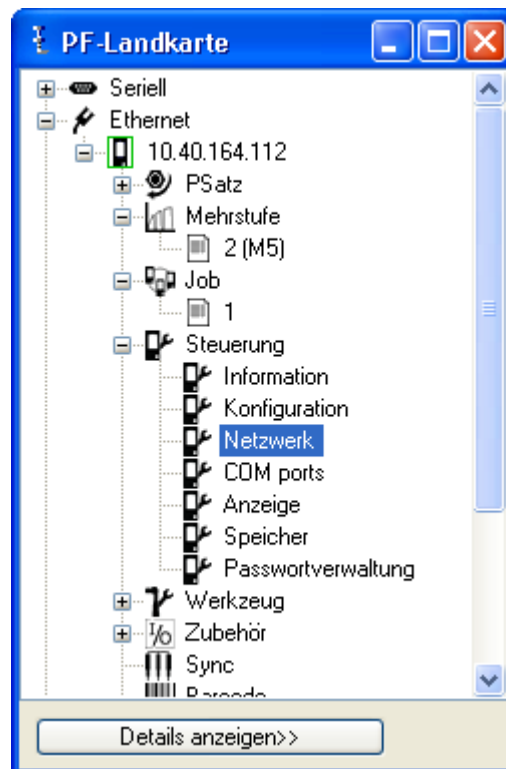 PF-Landkarte
Seriell
Ethernet
10.40.164.112
PSatz
Mehrstufe
2 (M5)
Job
1
Steuerung
Information
Konfiguration
Netzwerk
COM ports
Anzeige
Speicher
Passwortverwaltung
Werkzeug
I/O Zubehör
Sync
Barcode
Details anzeigen>>